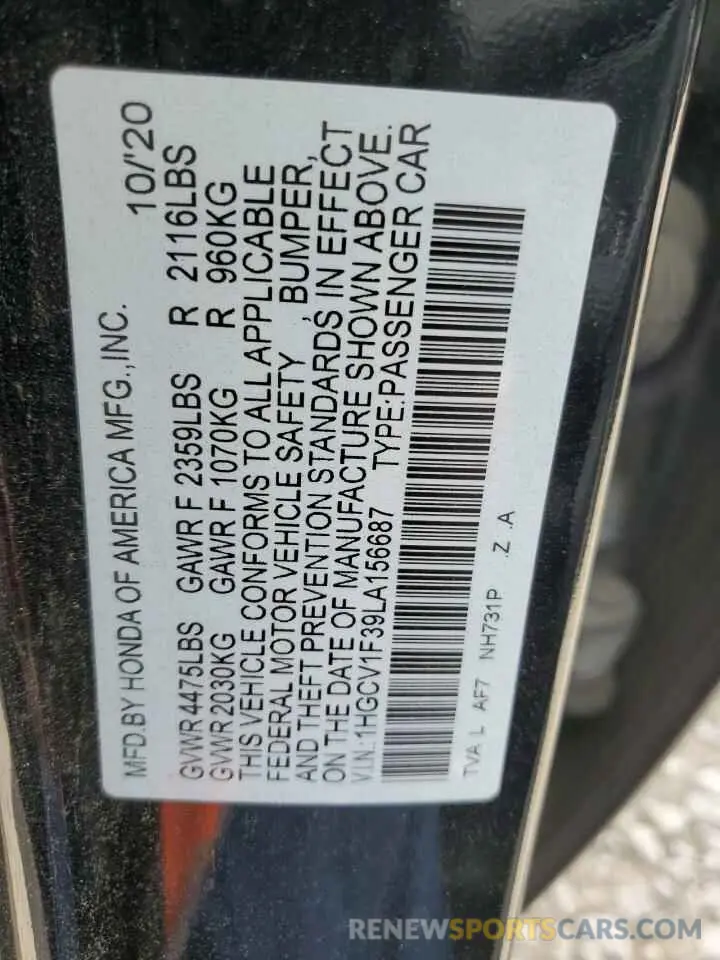 MFD.BY HONDA OF AMERICA MFG.,INC. 10/'20
GVWR 4475LBS GAWR F 2359LBS R 2116LBS
GVWR 2030KG GAWR F 1070KG R 960KG
THIS VEHICLE CONFORMS TO ALL APPLICABLE
FEDERAL MOTOR VEHICLE SAFETY , BUMPER,
AND THEFT PREVENTION STANDARDS IN EFFECT
ON THE DATE OF MANUFACTURE SHOWN ABOVE.
V.I.N.:1HGCV1F39LA156687 TYPE:PASSENGER CAR
TVA L AF7 NH731P .Z .A
RENEWSPORTSCARS.COM